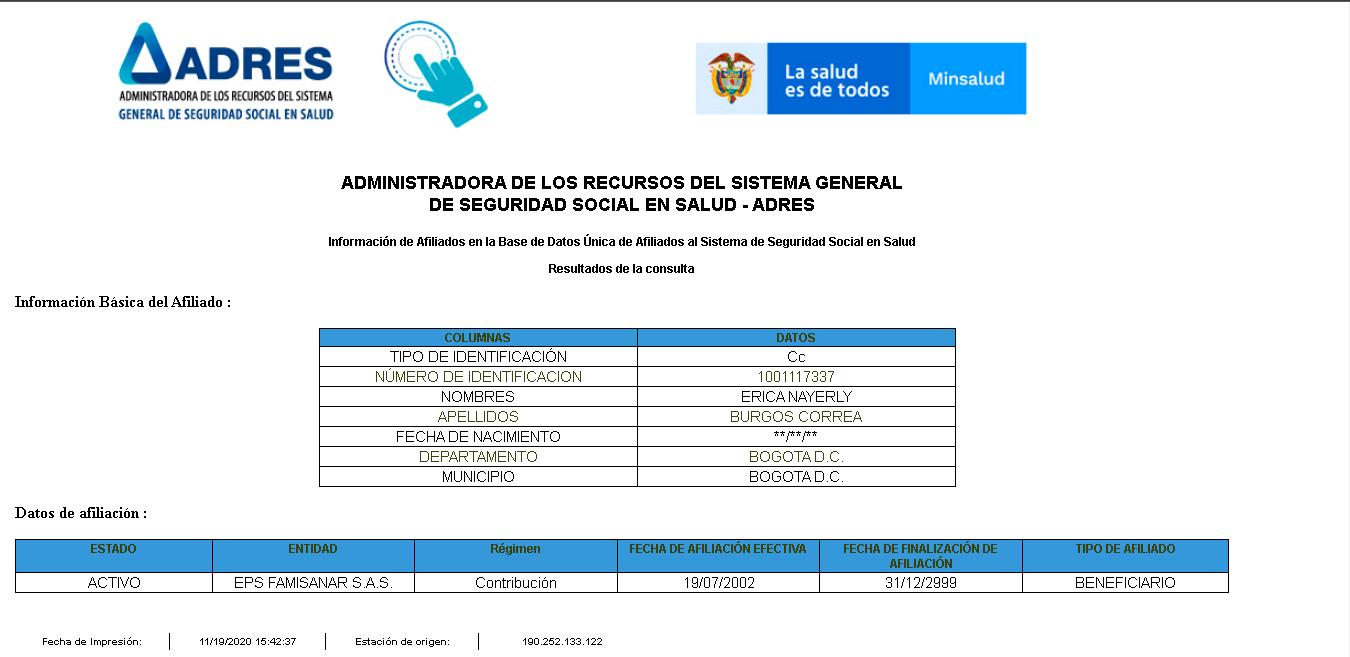 ADRES
ADMINISTRADORA DE LOS RECURSOS DEL SISTEMA
GENERAL DE SEGURIDAD SOCIAL EN SALUD
La salud
es de todos
Minsalud
ADMINISTRADORA DE LOS RECURSOS DEL SISTEMA GENERAL
DE SEGURIDAD SOCIAL EN SALUD - ADRES
Información de Afiliados en la Base de Datos Única de Afiliados al Sistema de Seguridad Social en Salud
Resultados de la consulta
Información Básica del Afiliado :
COLUMNAS DATOS
TIPO DE IDENTIFICACIÓN Cc
NÚMERO DE IDENTIFICACION 1001117337
NOMBRES ERICA NAYERLY
APELLIDOS BURGOS CORREA
FECHA DE NACIMIENTO **/**/**
DEPARTAMENTO BOGOTA D.C.
MUNICIPIO BOGOTA D.C.
Datos de afiliación :
ESTADO ENTIDAD Régimen FECHA DE AFILIACIÓN EFECTIVA FECHA DE FINALIZACIÓN DE TIPO DE AFILIADO
AFILIACIÓN
ACTIVO EPS FAMISANAR S.A.S. Contribución 19/07/2002 31/12/2999 BENEFICIARIO
Fecha de Impresión: 11/19/2020 15:42:37 Estación de origen: 190.252.133.122